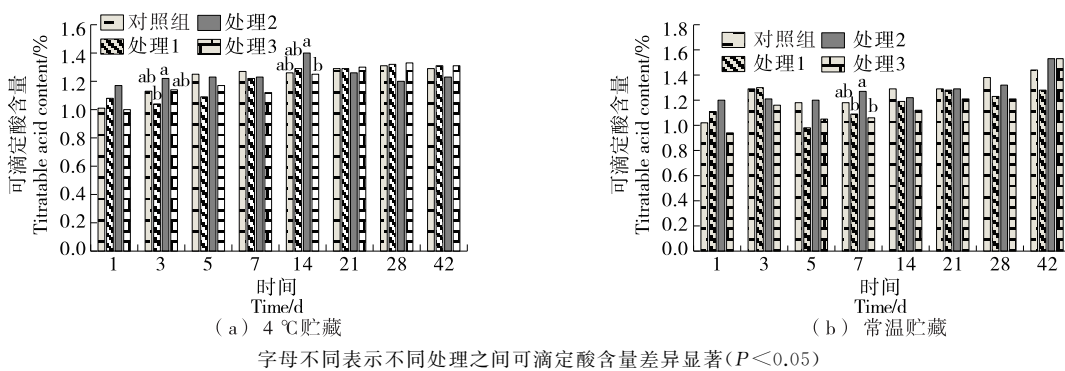 可滴定酸含量
Titratable acid content/%
1.6
1.4
1.2
1.0
0.8
0.6
0.4
0.2
0.0
对照组 处理2
处理1 处理3
ab a ab b
ab a ab b
1 3 5 7 14 21 28 42
时间
Time/d
(a) 4 ℃贮藏
可滴定酸含量
Titratable acid content/%
1.8
1.6
1.4
1.2
1.0
0.8
0.6
0.4
0.2
0.0
对照组 处理2
处理1 处理3
ab b a b
1 3 5 7 14 21 28 42
时间
Time/d
(b) 常温贮藏
字母不同表示不同处理之间可滴定酸含量差异显著(P<0.05)